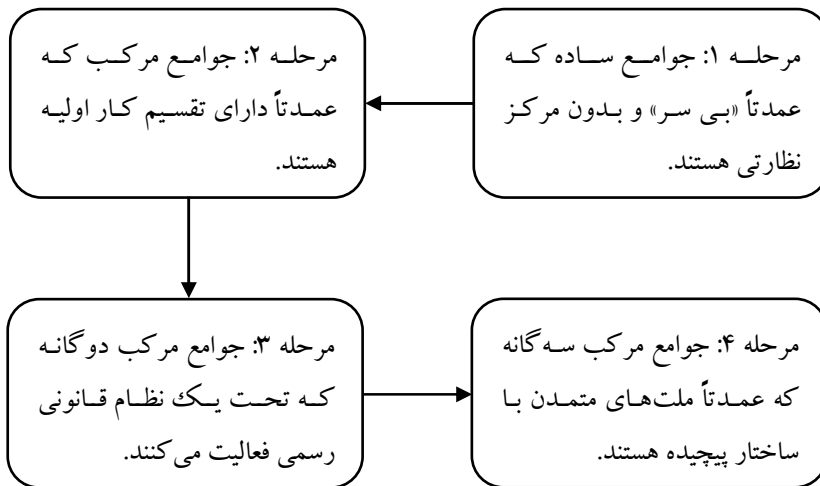 مرحله ۱: جوامع ساده که
عمدتاً «بی سر» و بدون مرکز
نظارتی هستند.
مرحله ۲: جوامع مرکب که
عمدتاً دارای تقسیم کار اولیه
هستند.
مرحله ۳: جوامع مرکب دوگانه
که تحت یک نظام قانونی
رسمی فعالیت می‌کنند.
مرحله ۴: جوامع مرکب سه‌گانه
که عمدتاً ملت‌های متمدن با
ساختار پیچیده هستند.